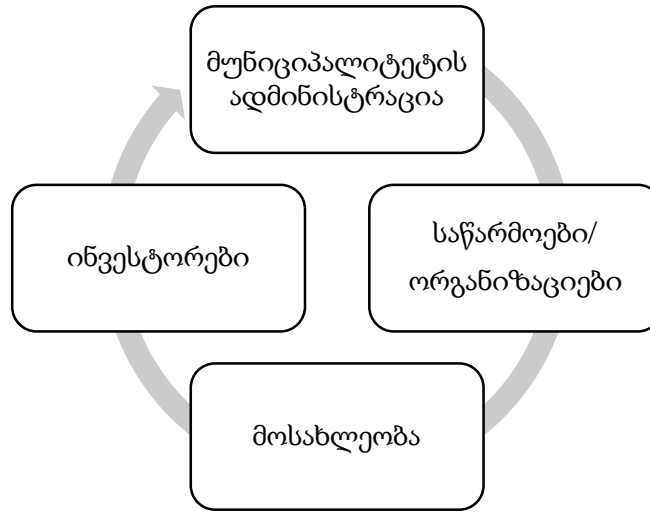 მუნიციპალიტეტის
ადმინისტრაცია
საწარმოები/
ორგანიზაციები
მოსახლეობა
ინვესტორები